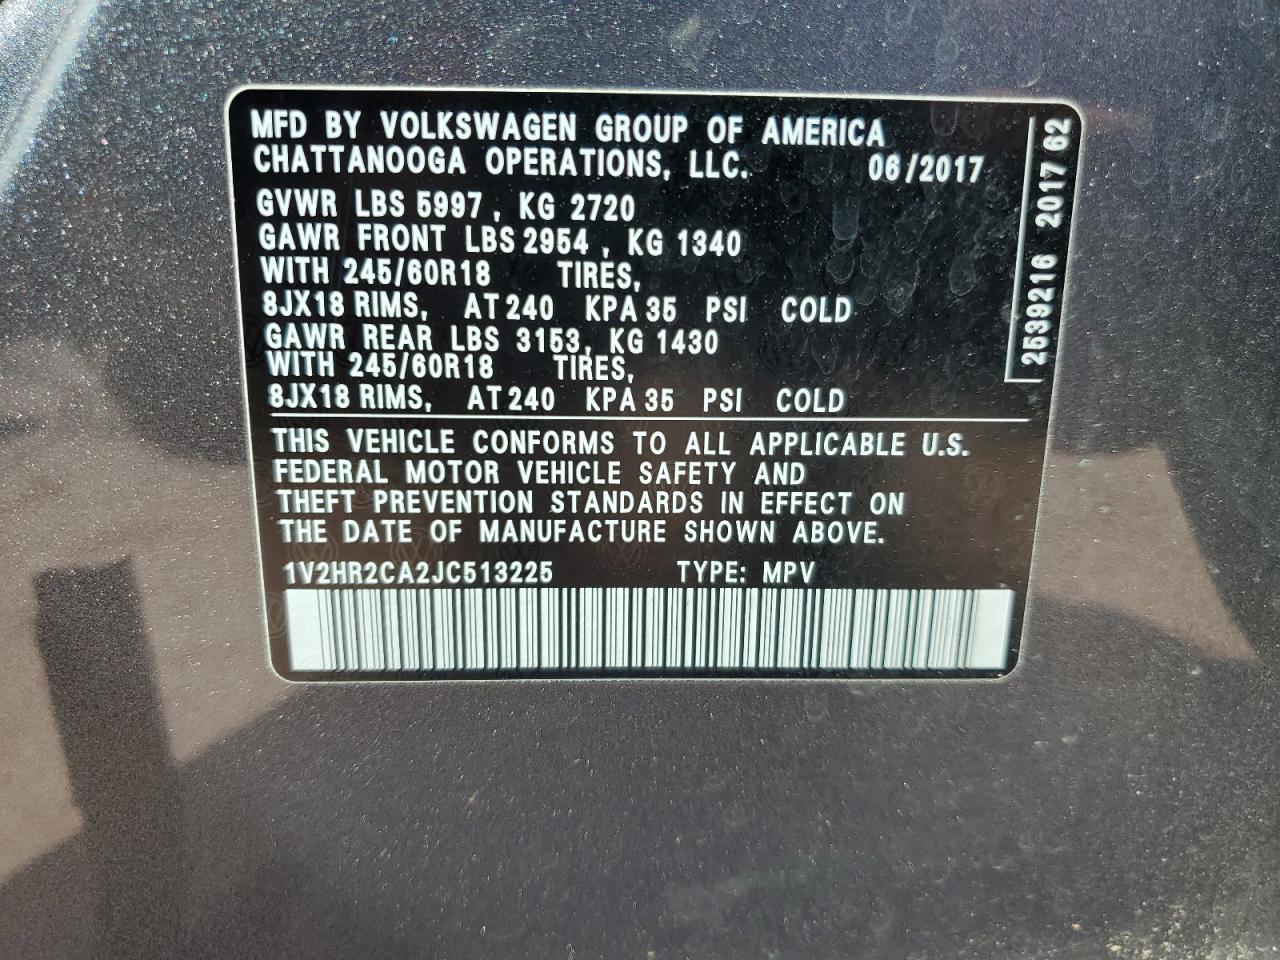 MFD BY VOLKSWAGEN GROUP OF AMERICA
CHATTANOOGA OPERATIONS, LLC. 06/2017
GVWR LBS 5997, KG 2720
GAWR FRONT LBS 2954, KG 1340
WITH 245/60R18 TIRES,
8JX18 RIMS, AT 240 KPA 35 PSI COLD
GAWR REAR LBS 3153, KG 1430
WITH 245/60R18 TIRES,
8JX18 RIMS, AT 240 KPA 35 PSI COLD
2539216 2017 62
THIS VEHICLE CONFORMS TO ALL APPLICABLE U.S.
FEDERAL MOTOR VEHICLE SAFETY AND
THEFT PREVENTION STANDARDS IN EFFECT ON
THE DATE OF MANUFACTURE SHOWN ABOVE.
1V2HR2CA2JC513225 TYPE: MPV